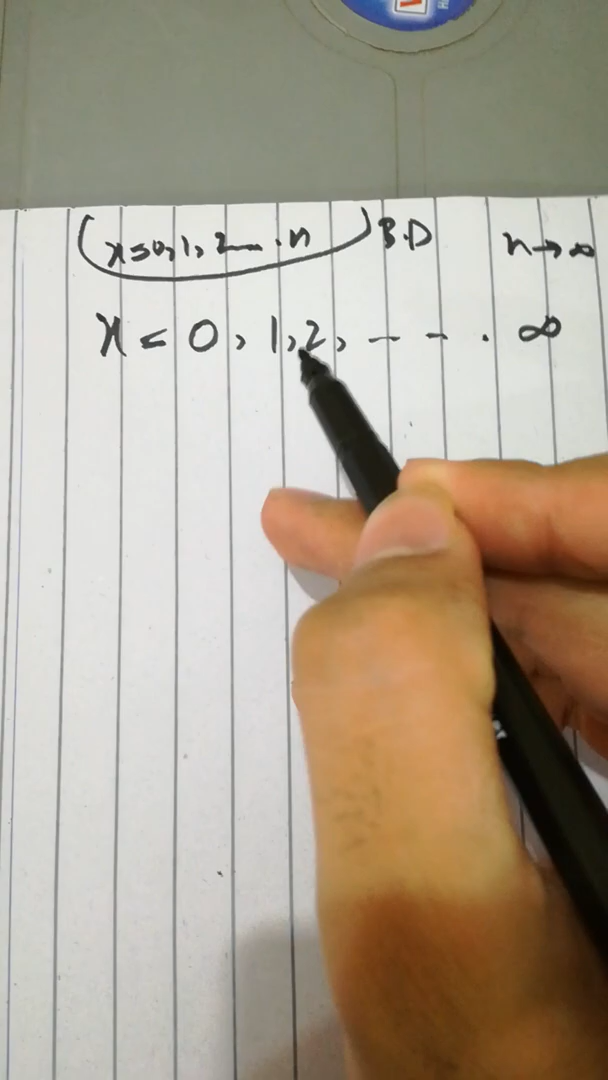 (x=0,1,2.....n) B.D n→∞
x = 0, 1, 2, - - . ∞